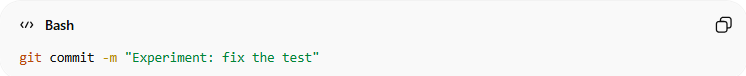 Bash
git commit -m "Experiment: fix the test"